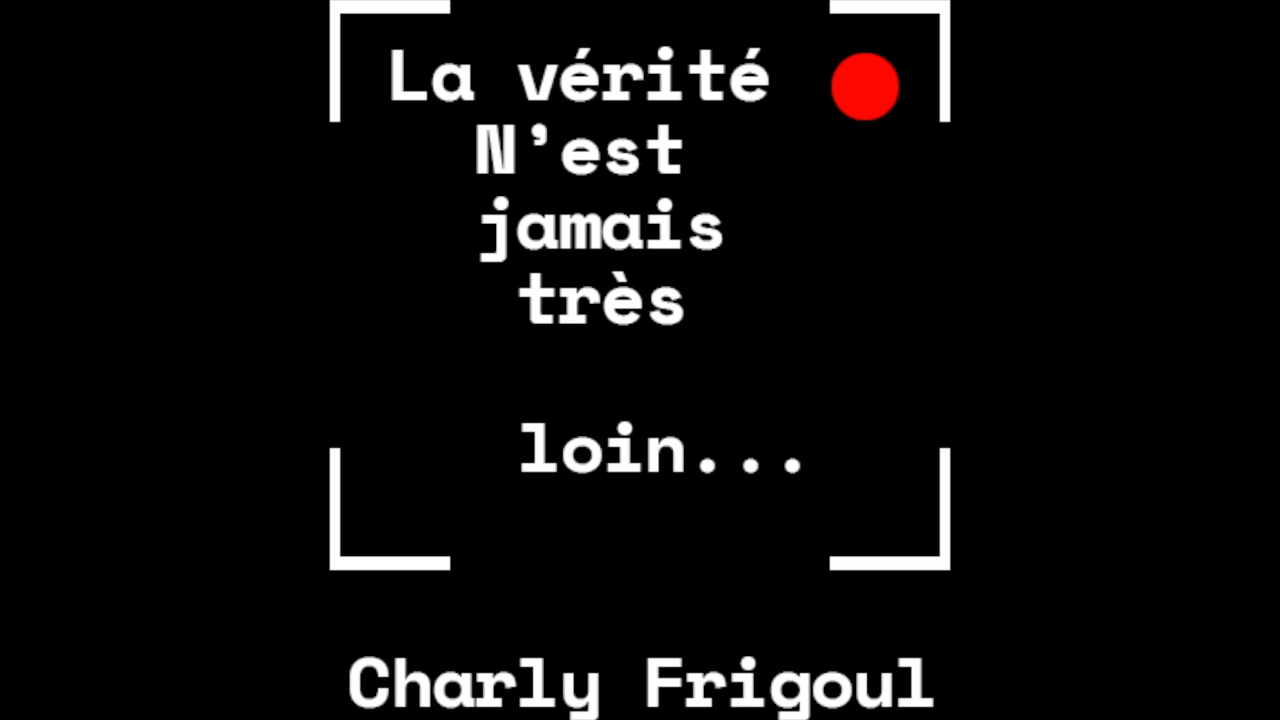 La vérité
N’est
jamais
très
loin...
Charly Frigoul